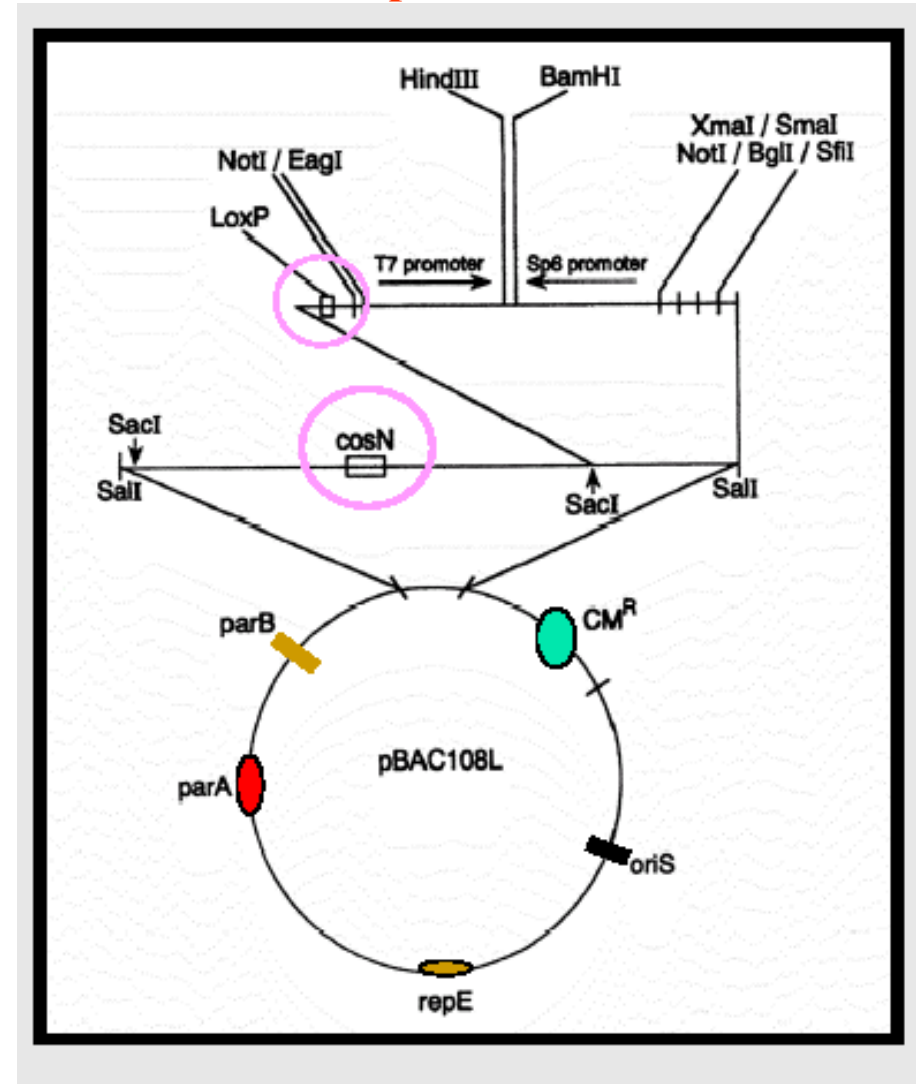 HindIII BamHI
XmaI / SmaI
NotI / BglI / SfiI
NotI / EagI
LoxP
T7 promoter Sp6 promoter
SacI
cosN
SalI
SacI
SalI
parB
CM^R
pBAC108L
parA
oriS
repE